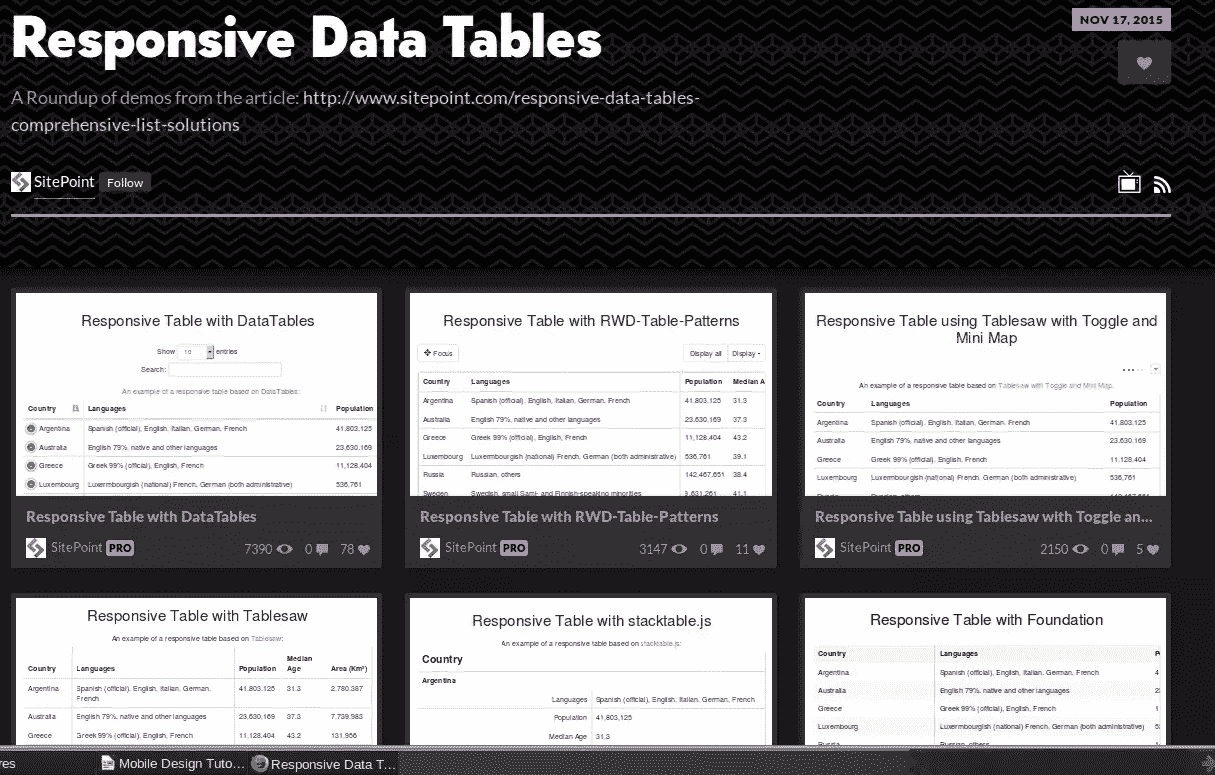 Responsive Data Tables
NOV 17, 2015
A Roundup of demos from the article: http://www.sitepoint.com/responsive-data-tables-
comprehensive-list-solutions
SitePoint Follow
Responsive Table with DataTables
Show 10 entries
Search:
An example of a responsive table based on DataTables:
Country Languages Population
Argentina Spanish (official), English, Italian, German, French 41,803,125
Australia English 79%, native and other languages 23,630,169
Greece Greek 99% (official), English, French 11,128,404
Luxembourg Luxermbourgish (national) French, German (both administrative) 536,761
Responsive Table with DataTables
SitePoint PRO 7390 0 78
Responsive Table with RWD-Table-Patterns
Focus Display all Display
Country Languages Population Median A
Argentina Spanish (official), English, Italian, German, French 41,803,125 31.3
Australia English 79%, native and other languages 23,630,169 37.3
Greece Greek 99% (official), English, French 11,128,404 43.2
Luxembourg Luxermbourgish (national) French, German (both administrative) 536,761 39.1
Russia Russian, others 142,467,651 38.4
Sweden Swedish, small Sami- and Finnish-speaking minorities 9,631,261 41.1
Responsive Table with RWD-Table-Patterns
SitePoint PRO 3147 0 11
Responsive Table using Tablesaw with Toggle and
Mini Map
An example of a responsive table based on Tablesaw with Toggle and Mini Map.
Country Languages Population
Argentina Spanish (official), English, Italian, German, French 41,803,125
Australia English 79%, native and other languages 23,630,169
Greece Greek 99% (official), English, French 11,128,404
Luxembourg Luxermbourgish (national) French, German (both administrative) 536,761
Responsive Table using Tablesaw with Toggle an...
SitePoint PRO 2150 0 5
Responsive Table with Tablesaw
An example of a responsive table based on Tablesaw:
Country Languages Population Median Age Area (Km²)
Argentina Spanish (official), English, Italian, German, 41,803,125 31.3 2,780,387
French
Australia English 79%, native and other languages 23,630,169 37.3 7,739,983
Greece Greek 99% (official), English, French 11,128,404 43.2 131,956
Responsive Table with stacktable.js
An example of a responsive table based on stacktable.js:
Country
Argentina
Languages Spanish (official), English, Italian, German, French
Population 41,803,125
Median Age 31.3
Responsive Table with Foundation
Country Languages P
Argentina Spanish (official), English, Italian, German, French 4
Australia English 79%, native and other languages 2
Greece Greek 99% (official), English, French 1
Luxembourg Luxermbourgish (national) French, German (both administrative) 5
Russia Russian, others
res Mobile Design Tuto... Responsive Data T...